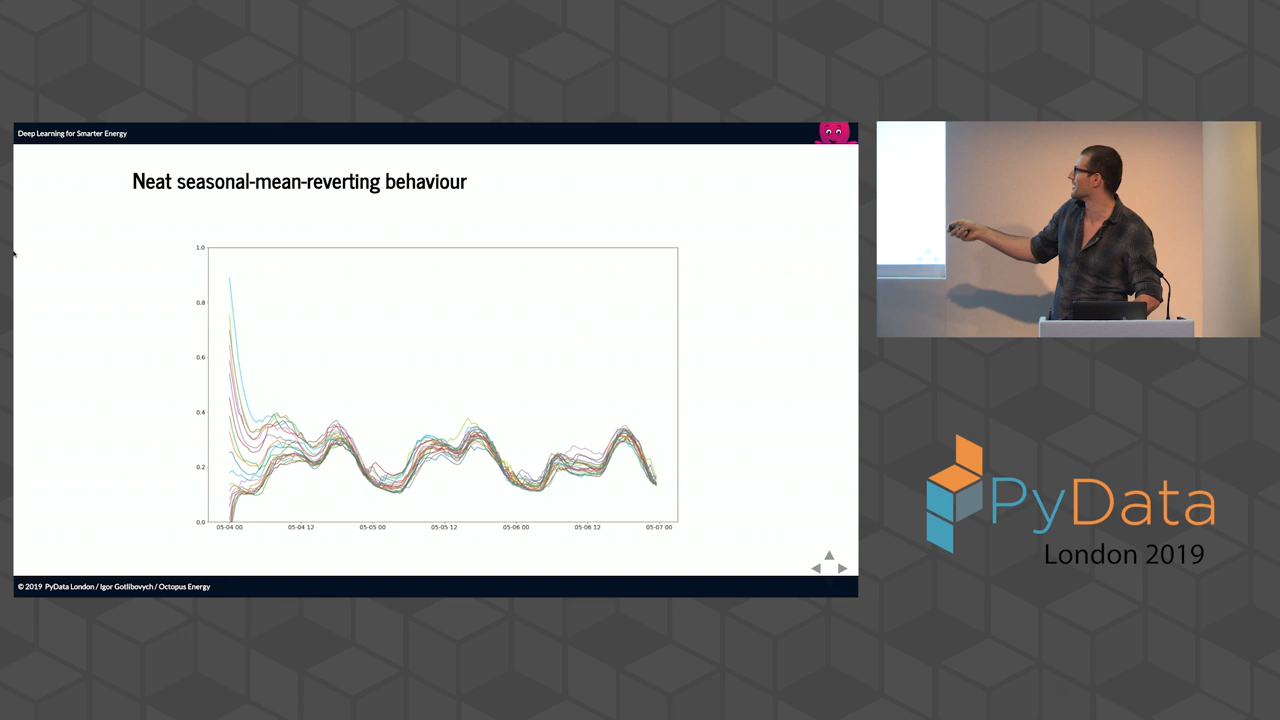 Deep Learning for Smarter Energy
Neat seasonal-mean-reverting behaviour
1.0
0.8
0.6
0.4
0.2
0.0
05-04 00
05-04 12
05-05 00
05-05 12
05-06 00
05-06 12
05-07 00
© 2019 PyData London / Igor Gotlibovych / Octopus Energy
PyData
London 2019